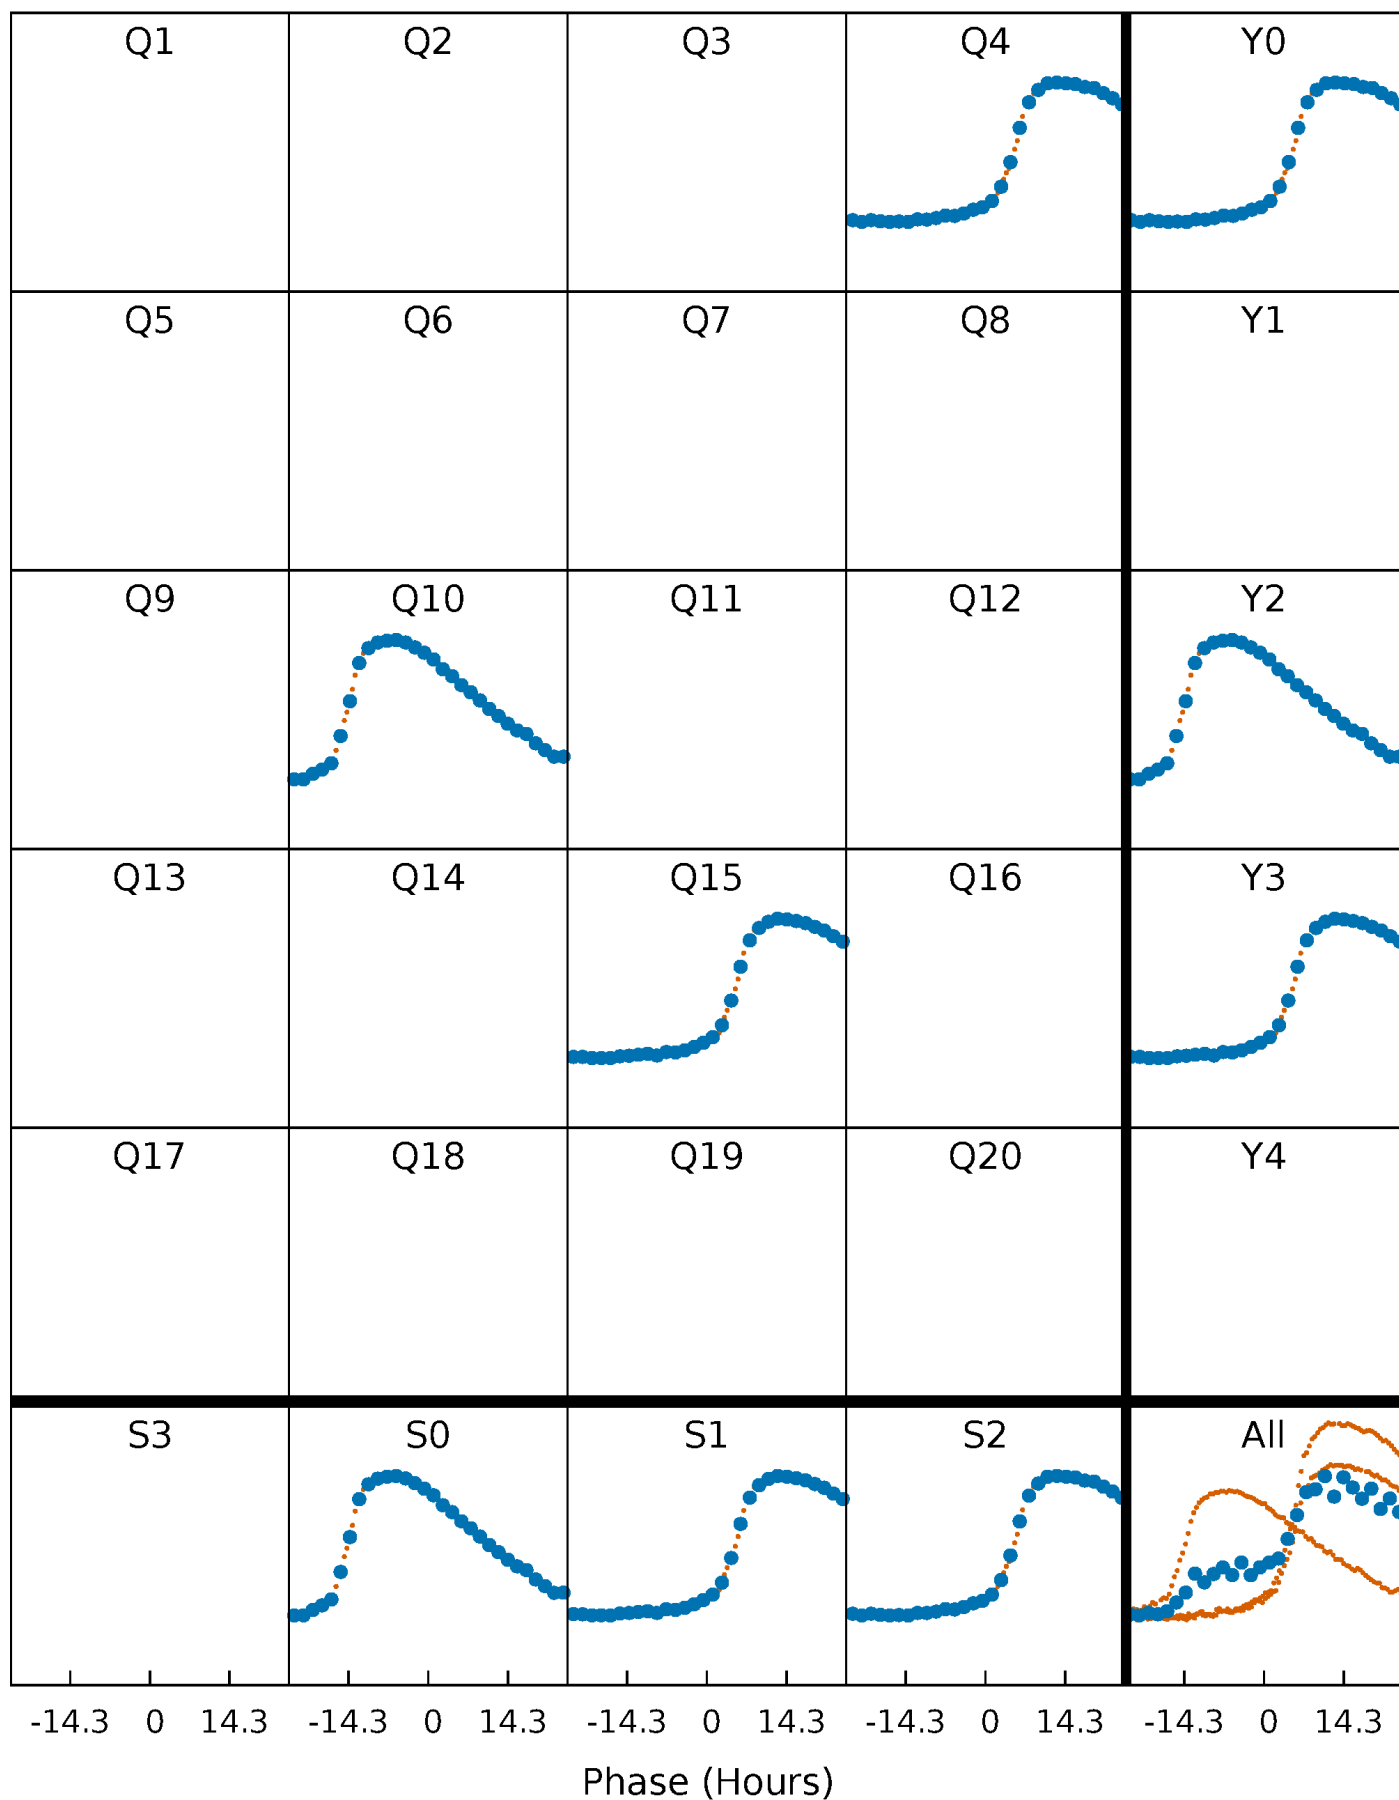 Q1 Q2 Q3 Q4 Y0
Q5 Q6 Q7 Q8 Y1
Q9 Q10 Q11 Q12 Y2
Q13 Q14 Q15 Q16 Y3
Q17 Q18 Q19 Q20 Y4
S3 S0 S1 S2 All
-14.3 0 14.3 -14.3 0 14.3 -14.3 0 14.3 -14.3 0 14.3 -14.3 0 14.3
Phase (Hours)